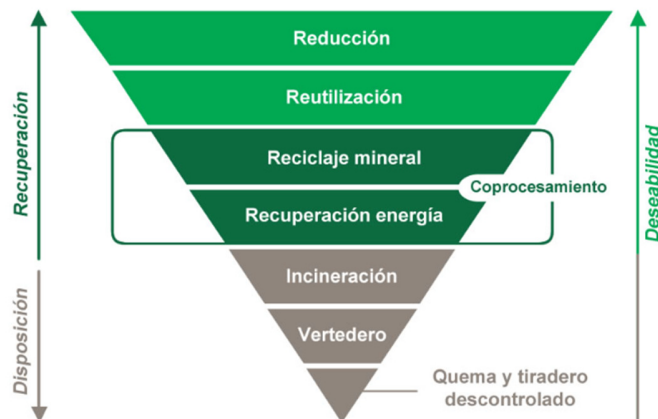 Reducción
Reutilización
Reciclaje mineral
Coprocesamiento
Recuperación energía
Incineración
Vertedero
Quema y tiradero
descontrolado
Recuperación
Disposición
Deseabilidad